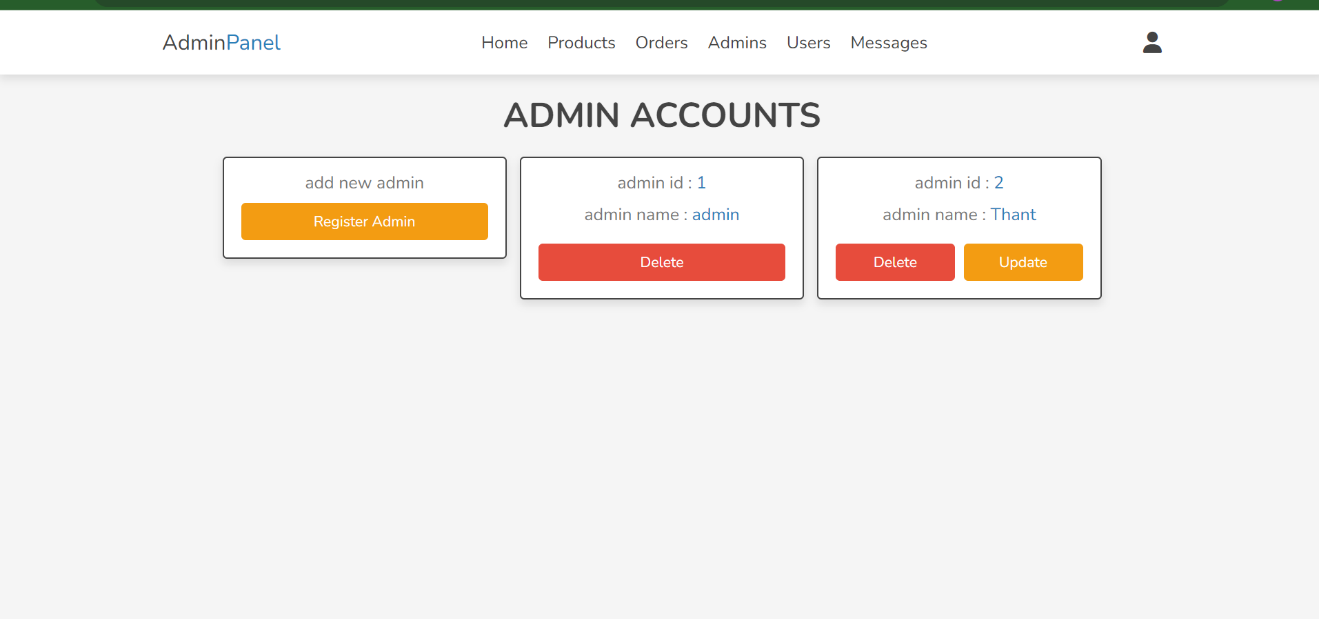 AdminPanel Home Products Orders Admins Users Messages
ADMIN ACCOUNTS
add new admin
Register Admin
admin id : 1
admin name : admin
Delete
admin id : 2
admin name : Thant
Delete Update